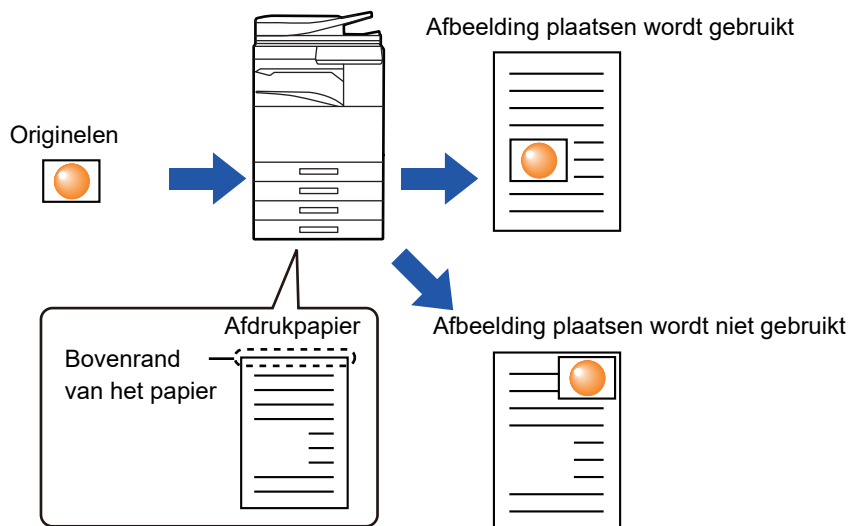 Afbeelding plaatsen wordt gebruikt
Originelen
Afdrukpapier
Bovenrand
van het papier
Afbeelding plaatsen wordt niet gebruikt